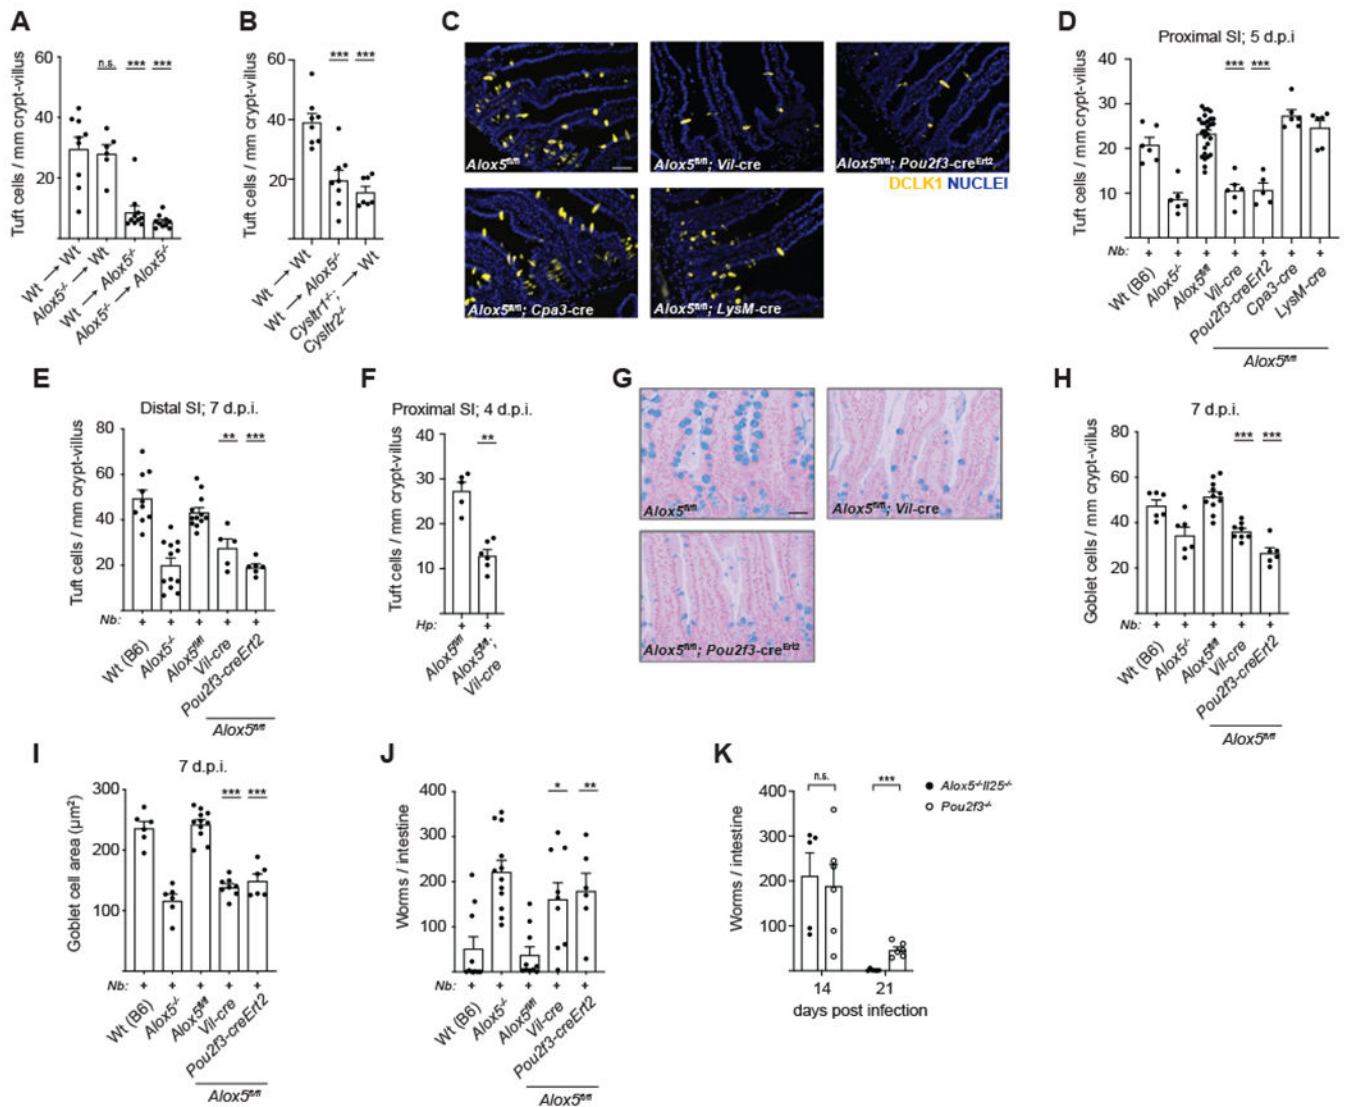 A
Tuft cells / mm crypt-villus
60
40
20
n.s.
***
***
Wt → Wt
Alox5-/- → Wt
Wt → Alox5-/-
Alox5-/- → Alox5-/-
B
60
40
20
***
***
Wt → Wt
Wt → Alox5-/-
Cysltr1+/-;
Cysltr2-/- → Wt
C
Alox5fl/fl
Alox5fl/fl; Vil-cre
Alox5fl/fl; Pou2f3-creErt2
DCLK1 NUCLEI
Alox5fl/fl; Cpa3-cre
Alox5fl/fl; LysM-cre
D
Proximal SI; 5 d.p.i
Tuft cells / mm crypt-villus
40
30
20
10
***
***
Nb: + + + + + + +
Wt (B6)
Alox5-/-
Alox5fl/fl
Vil-cre
Pou2f3-creErt2
Cpa3-cre
LysM-cre
Alox5fl/fl
E
Distal SI; 7 d.p.i.
Tuft cells / mm crypt-villus
80
60
40
20
**
***
Nb: + + + + +
Wt (B6)
Alox5-/-
Alox5fl/fl
Vil-cre
Pou2f3-creErt2
Alox5fl/fl
F
Proximal SI; 4 d.p.i.
Tuft cells / mm crypt-villus
40
30
20
10
**
Hp: + +
Alox5fl/fl
Alox5fl/fl;
Vil-cre
G
Alox5fl/fl
Alox5fl/fl; Vil-cre
Alox5fl/fl; Pou2f3-creErt2
H
7 d.p.i.
Goblet cells / mm crypt-villus
80
60
40
20
***
***
Nb: + + + + +
Wt (B6)
Alox5-/-
Alox5fl/fl
Vil-cre
Pou2f3-creErt2
Alox5fl/fl
I
7 d.p.i.
Goblet cell area (µm²)
300
200
100
***
***
Nb: + + + + +
Wt (B6)
Alox5-/-
Alox5fl/fl
Vil-cre
Pou2f3-creErt2
Alox5fl/fl
J
Worms / intestine
400
300
200
100
*
**
Nb: + + + + +
Wt (B6)
Alox5-/-
Alox5fl/fl
Vil-cre
Pou2f3-creErt2
Alox5fl/fl
K
Worms / intestine
400
300
200
100
n.s.
***
Alox5-/-Il25-/-
Pou2f3-/-
14 21
days post infection